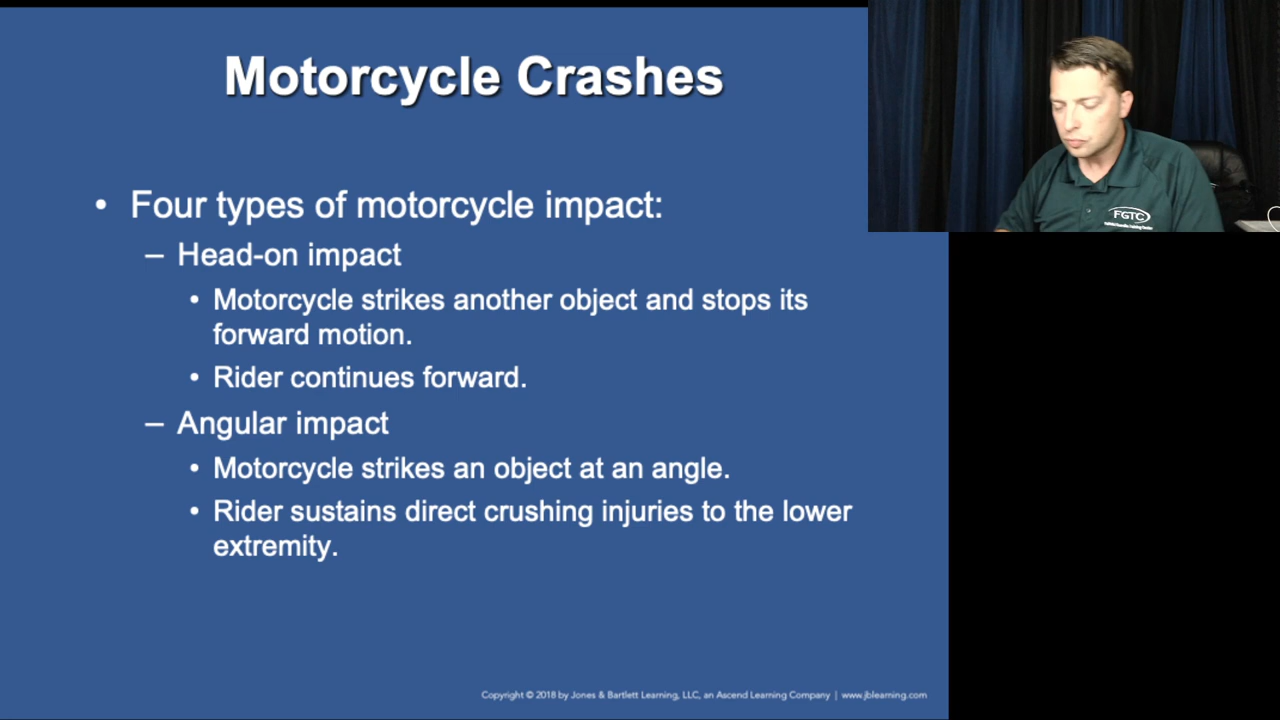 Motorcycle Crashes
• Four types of motorcycle impact:
– Head-on impact
• Motorcycle strikes another object and stops its
forward motion.
• Rider continues forward.
– Angular impact
• Motorcycle strikes an object at an angle.
• Rider sustains direct crushing injuries to the lower
extremity.
Copyright © 2018 by Jones & Bartlett Learning, LLC, an Ascend Learning Company | www.jblearning.com
FGTC
Training Center